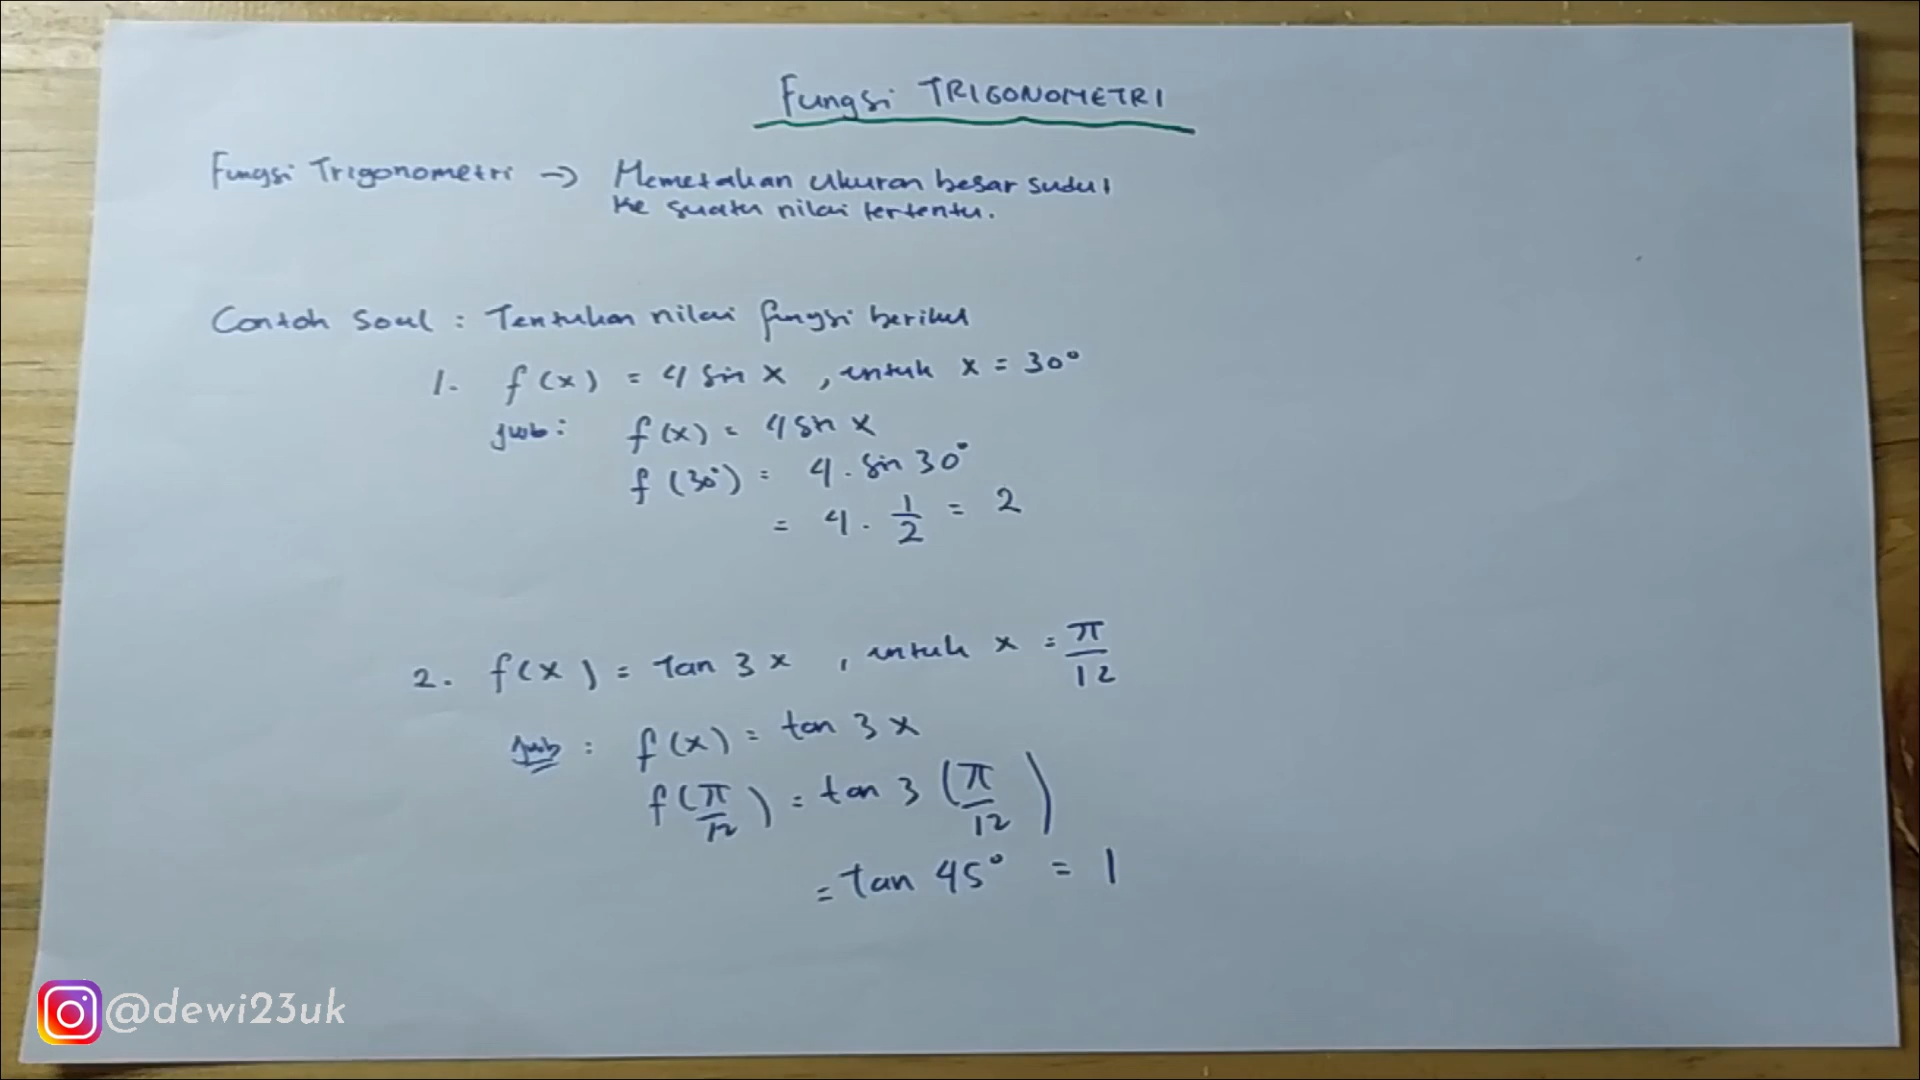 Fungsi TRIGONOMETRI
Fungsi Trigonometri → Memetakan ukuran besar sudut
ke suatu nilai tertentu.
Contoh Soal : Tentukan nilai fungsi berikut
1. f(x) = 4 sin x , untuk x = 30°
jwb : f(x) = 4 sin x
f(30°) = 4 . sin 30°
= 4 . 1/2 = 2
2. f(x) = tan 3x , untuk x = π/12
jwb : f(x) = tan 3x
f(π/12) = tan 3 (π/12)
= tan 45° = 1
@dewi23uk